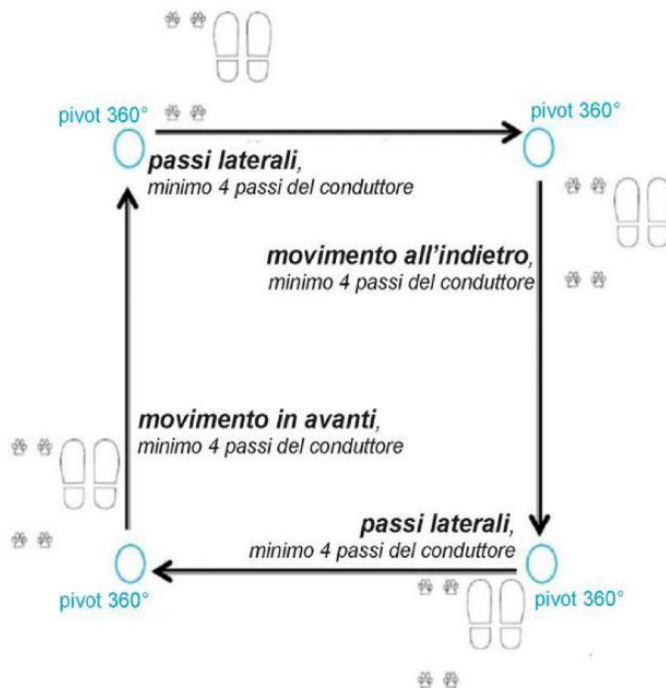 pivot 360°
pivot 360°
passi laterali,
minimo 4 passi del conduttore
movimento all'indietro,
minimo 4 passi del conduttore
movimento in avanti,
minimo 4 passi del conduttore
passi laterali,
minimo 4 passi del conduttore
pivot 360°
pivot 360°